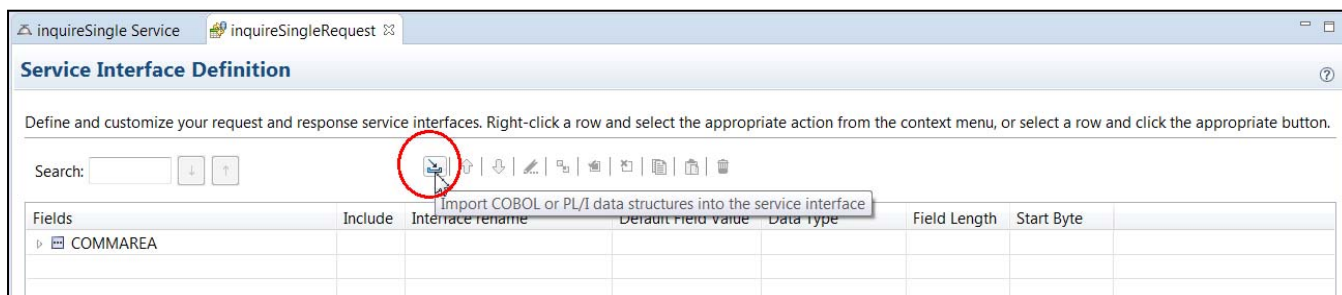 inquireSingle Service inquireSingleRequest
Service Interface Definition
Define and customize your request and response service interfaces. Right-click a row and select the appropriate action from the context menu, or select a row and click the appropriate button.
Search:
Import COBOL or PL/I data structures into the service interface
Fields Include Interface rename Default Field Value Data Type Field Length Start Byte
COMMAREA